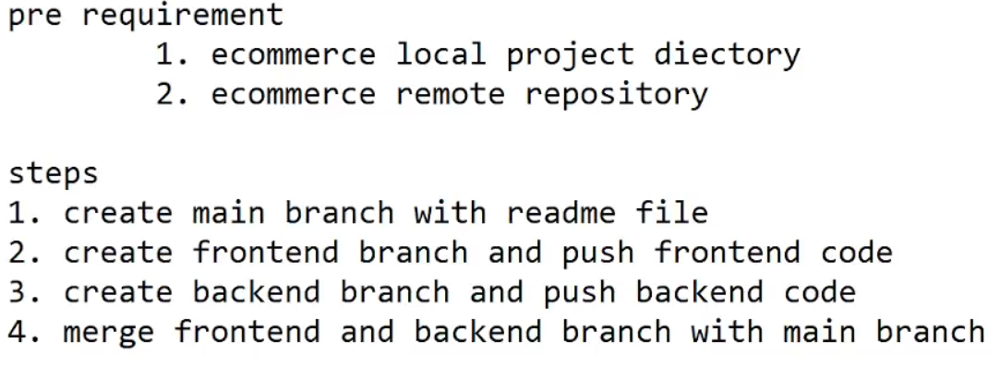 pre requirement
1. ecommerce local project diectory
2. ecommerce remote repository
steps
1. create main branch with readme file
2. create frontend branch and push frontend code
3. create backend branch and push backend code
4. merge frontend and backend branch with main branch